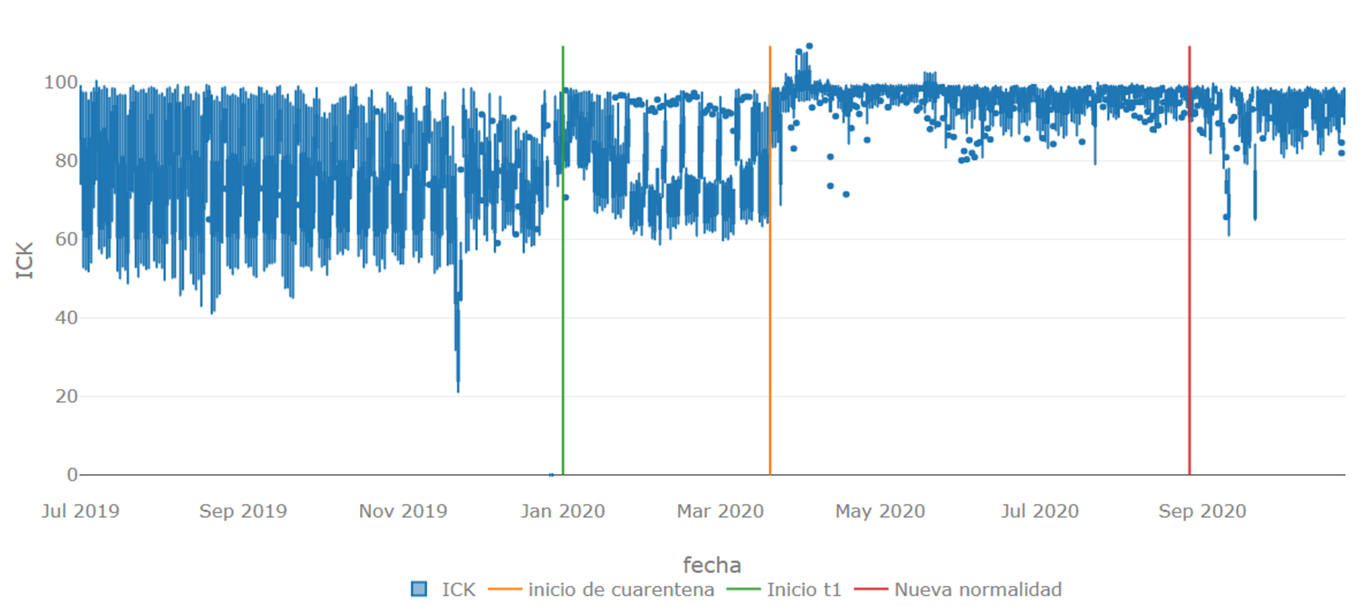 100
80
60
40
20
0
ICK
Jul 2019 Sep 2019 Nov 2019 Jan 2020 Mar 2020 May 2020 Jul 2020 Sep 2020
fecha
ICK inicio de cuarentena Inicio t1 Nueva normalidad